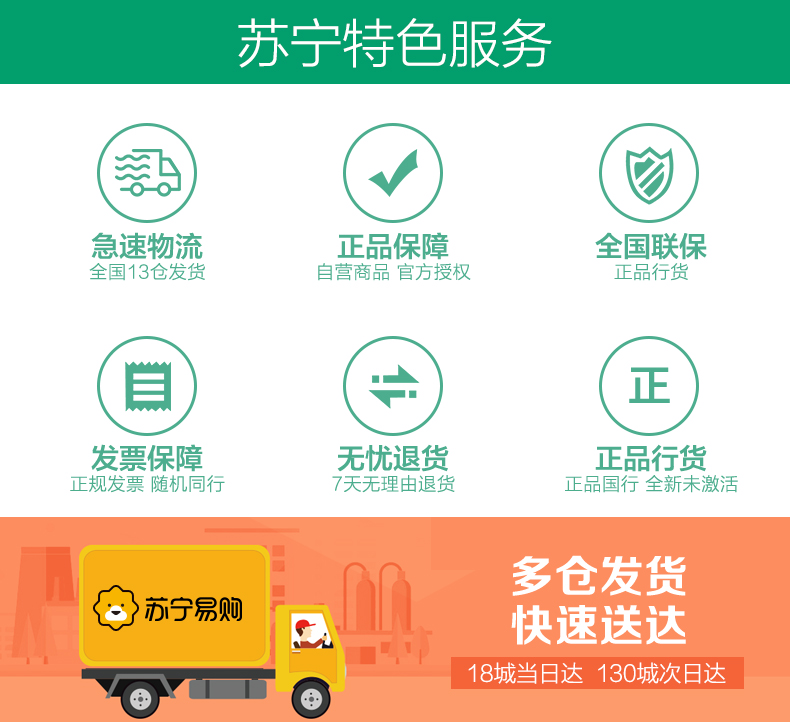 苏宁特色服务
急速物流
全国13仓发货
正品保障
自营商品 官方授权
全国联保
正品行货
正
发票保障
正规发票 随机同行
无忧退货
7天无理由退货
正品行货
正品国行 全新未激活
苏宁易购
多仓发货
快速送达
18城当日达 130城次日达